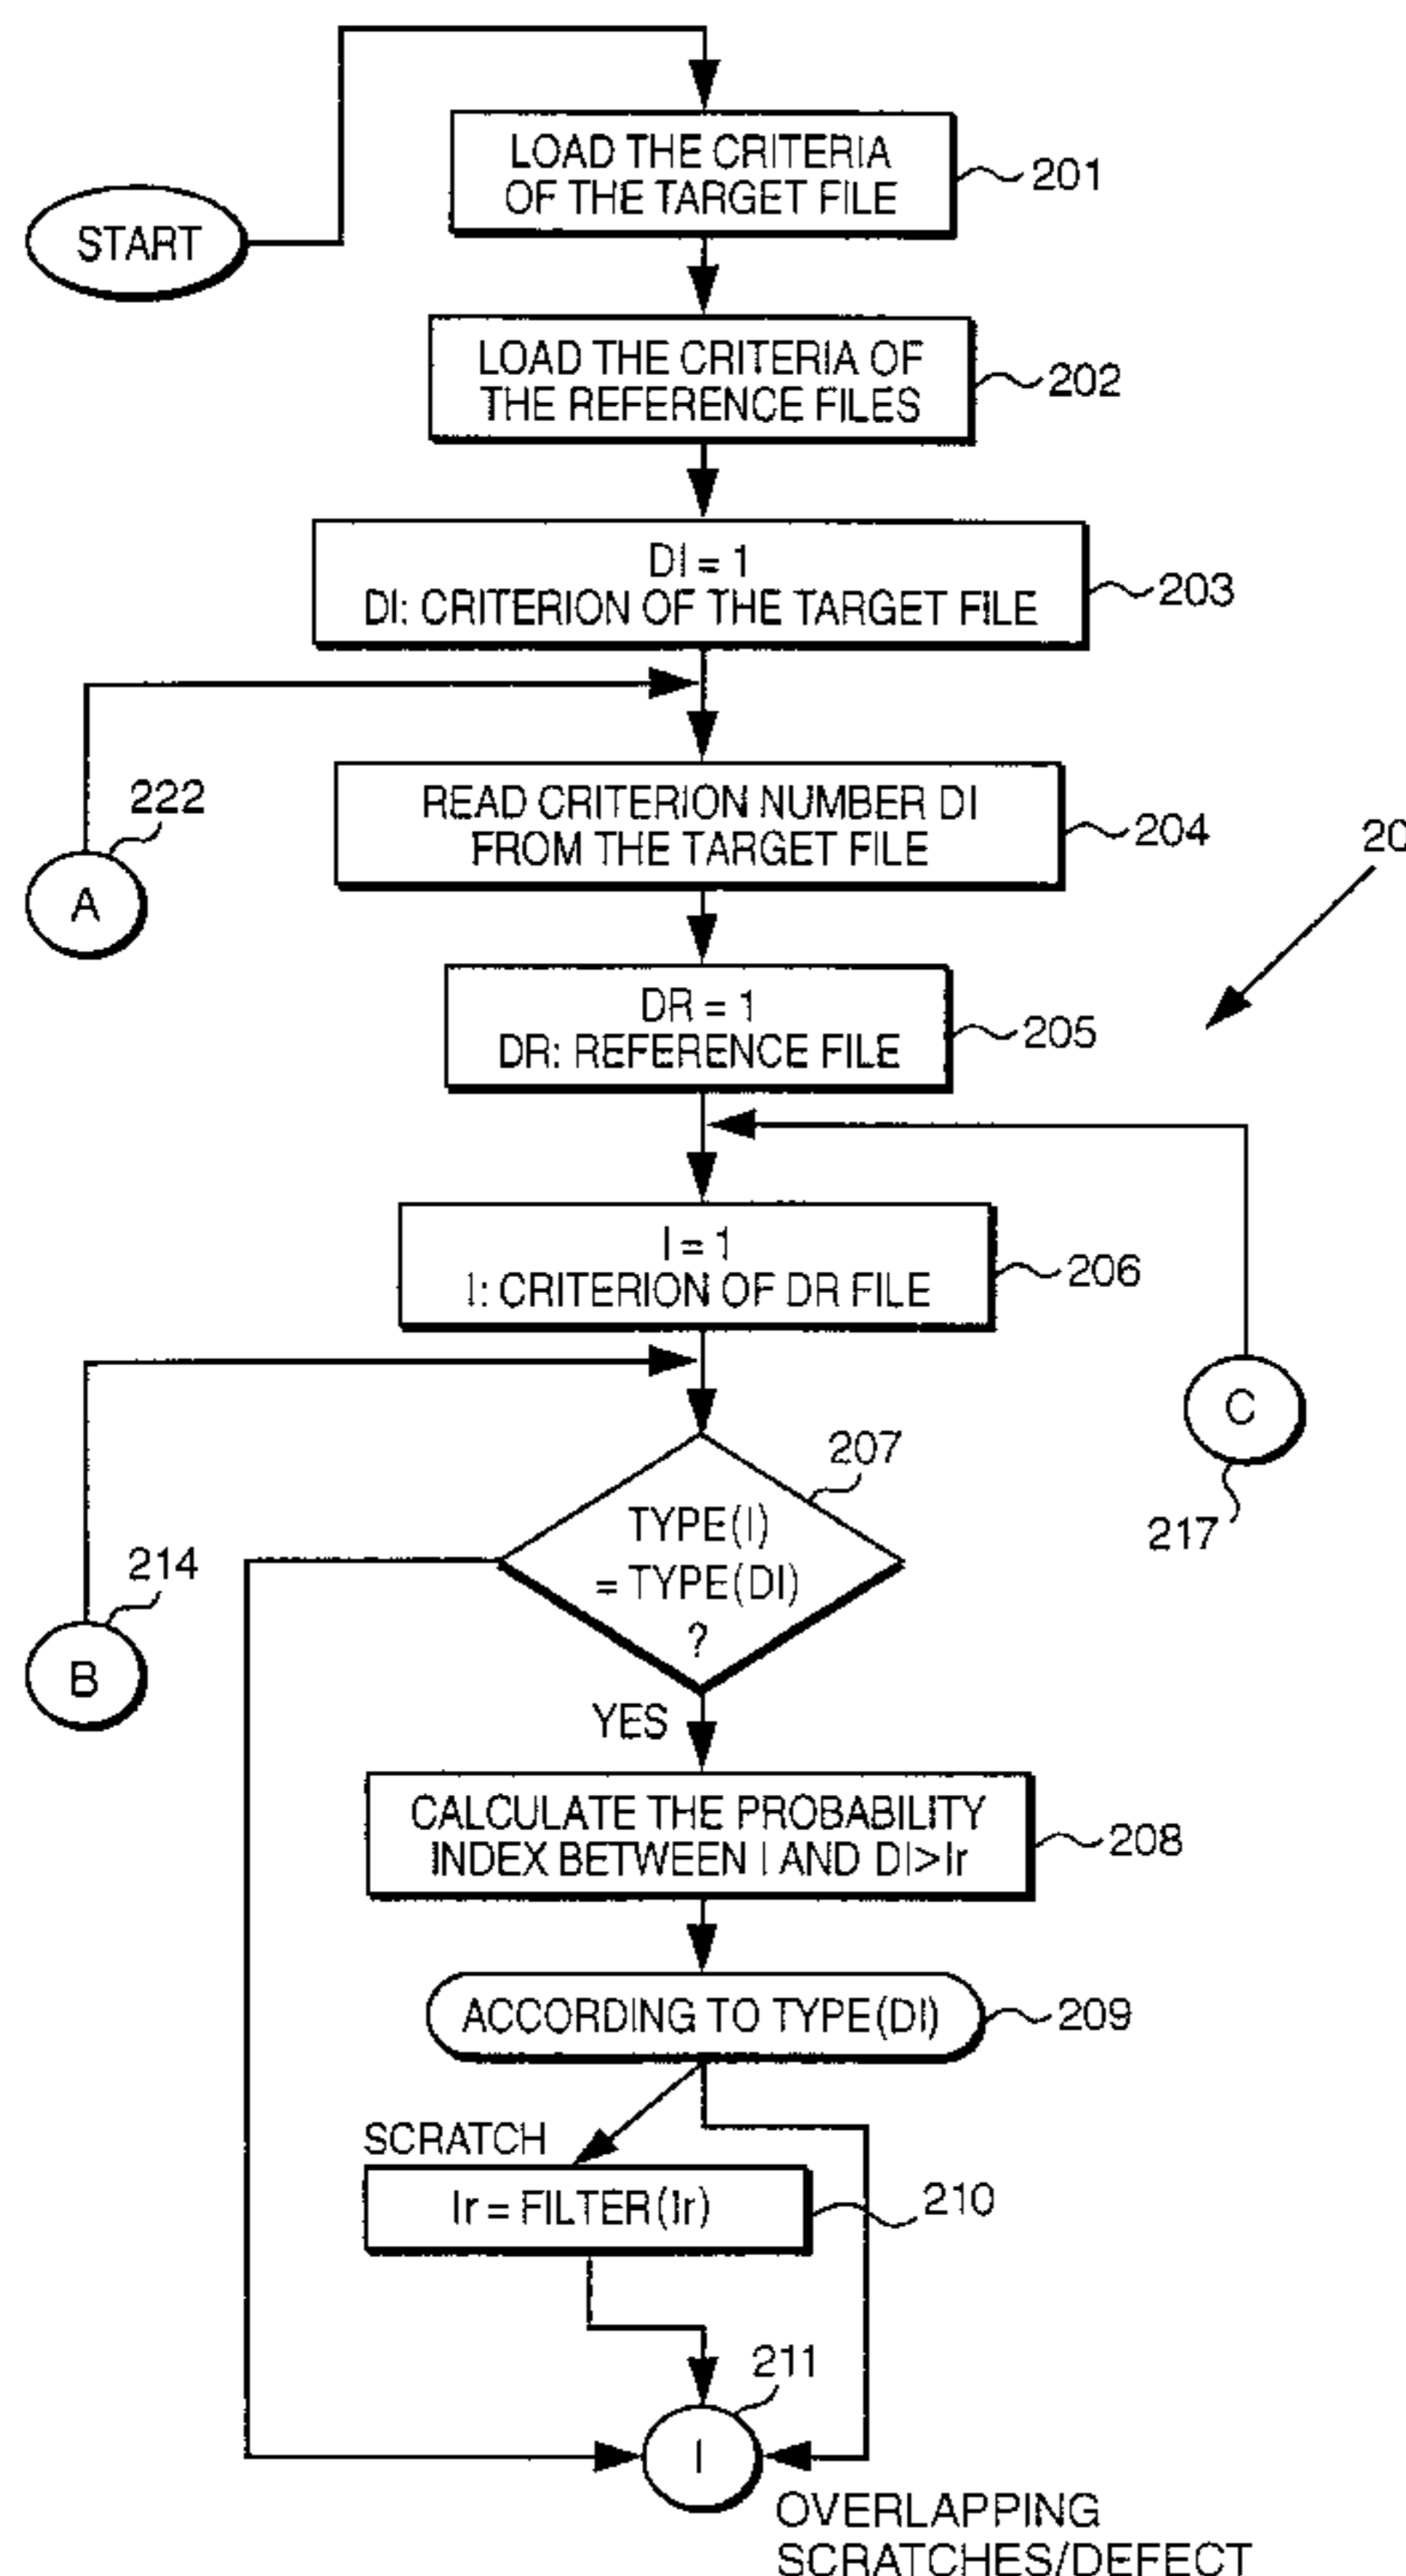 LOAD THE CRITERIA
OF THE TARGET FILE
201
START
LOAD THE CRITERIA OF
THE REFERENCE FILES
202
DI = 1
DI: CRITERION OF THE TARGET FILE
203
222
A
READ CRITERION NUMBER DI
FROM THE TARGET FILE
204
20
DR = 1
DR: REFERENCE FILE
205
I = 1
I: CRITERION OF DR FILE
206
C
217
207
TYPE(I)
= TYPE(DI)
?
214
B
YES
CALCULATE THE PROBABILITY
INDEX BETWEEN I AND DI>Ir
208
ACCORDING TO TYPE(DI)
209
SCRATCH
Ir = FILTER(Ir)
210
211
I
OVERLAPPING
SCRATCHES/DEFECT